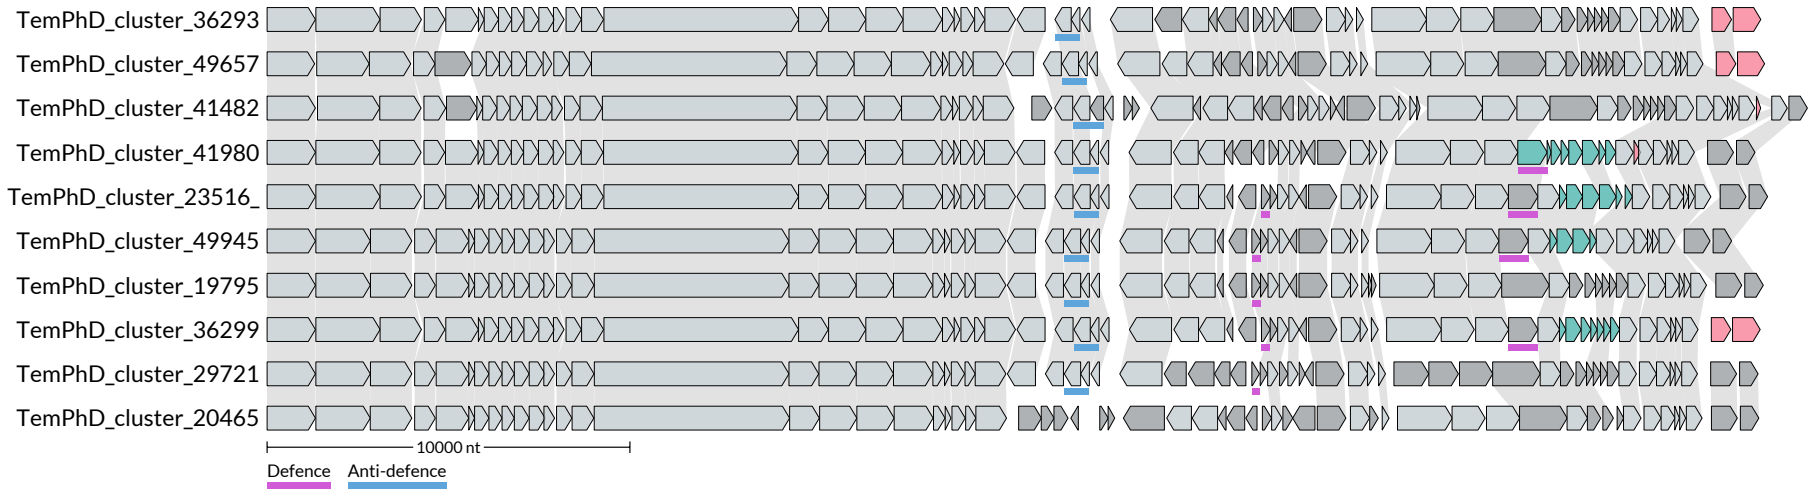 TemPhD_cluster_36293
TemPhD_cluster_49657
TemPhD_cluster_41482
TemPhD_cluster_41980
TemPhD_cluster_23516_
TemPhD_cluster_49945
TemPhD_cluster_19795
TemPhD_cluster_36299
TemPhD_cluster_29721
TemPhD_cluster_20465
10000 nt
Defence Anti-defence